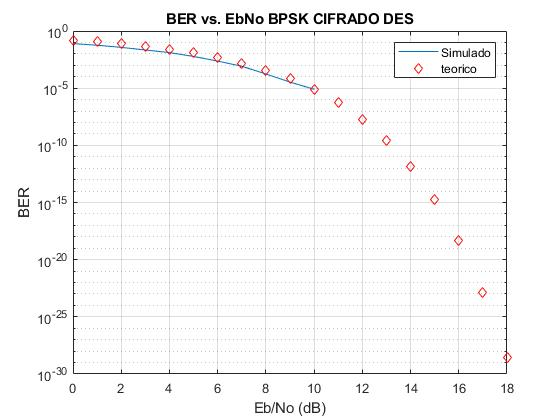 BER vs. EbNo BPSK CIFRADO DES
10^0
10^-5
10^-10
10^-15
10^-20
10^-25
10^-30
BER
Simulado
teorico
0 2 4 6 8 10 12 14 16 18
Eb/No (dB)